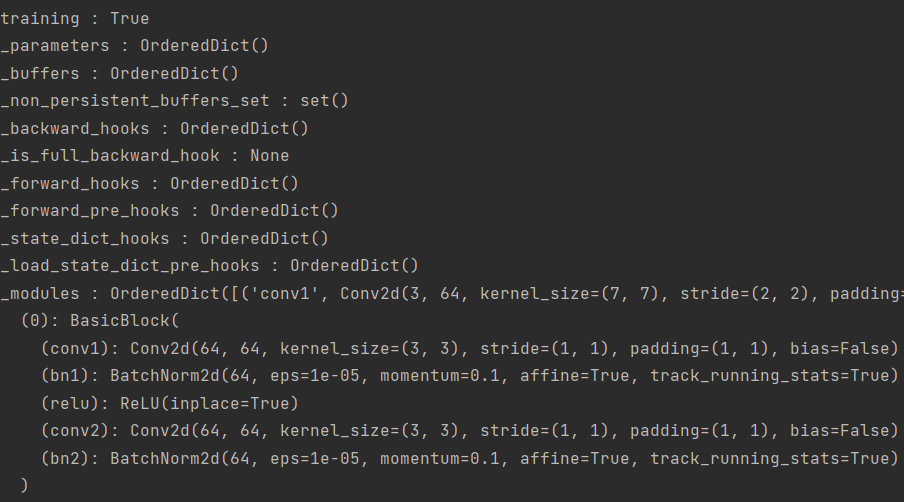 training : True
_parameters : OrderedDict()
_buffers : OrderedDict()
_non_persistent_buffers_set : set()
_backward_hooks : OrderedDict()
_is_full_backward_hook : None
_forward_hooks : OrderedDict()
_forward_pre_hooks : OrderedDict()
_state_dict_hooks : OrderedDict()
_load_state_dict_pre_hooks : OrderedDict()
_modules : OrderedDict([('conv1', Conv2d(3, 64, kernel_size=(7, 7), stride=(2, 2), padding=
  (0): BasicBlock(
    (conv1): Conv2d(64, 64, kernel_size=(3, 3), stride=(1, 1), padding=(1, 1), bias=False)
    (bn1): BatchNorm2d(64, eps=1e-05, momentum=0.1, affine=True, track_running_stats=True)
    (relu): ReLU(inplace=True)
    (conv2): Conv2d(64, 64, kernel_size=(3, 3), stride=(1, 1), padding=(1, 1), bias=False)
    (bn2): BatchNorm2d(64, eps=1e-05, momentum=0.1, affine=True, track_running_stats=True)
  )